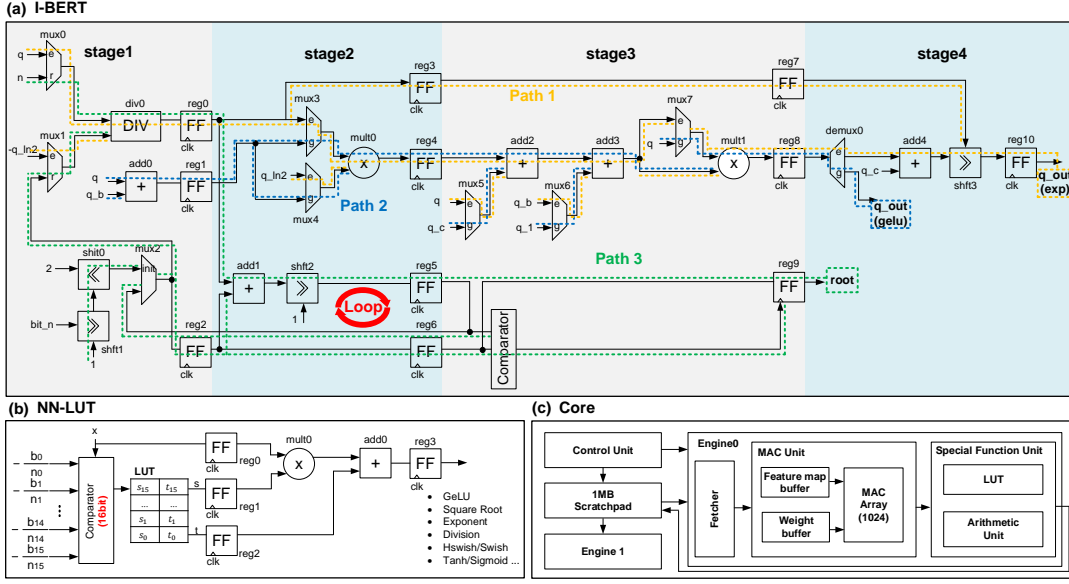 (a) I-BERT
stage1
stage2
stage3
stage4
mux0
q
e
n
r
mux1
-q_ln2
e
r
div0
DIV
reg0
FF
clk
add0
q
q_b
+
reg1
FF
clk
mux3
e
g
q_ln2
e
g
mux4
mult0
x
Path 2
reg3
FF
clk
Path 1
reg4
FF
clk
add2
+
mux5
q
e
q_c
g
add3
+
mux6
q_b
e
q_1
g
mux7
e
q
g
mult1
x
reg7
FF
clk
reg8
FF
clk
demux0
e
g
q_c
add4
+
shft3
>>
reg10
FF
clk
q_out
(exp)
q_out
(gelu)
2
shit0
<<
mux2
init
bit_n
>>
shft1
1
reg2
FF
clk
add1
+
shft2
>>
1
Loop
reg5
FF
clk
reg6
FF
clk
Comparator
Path 3
reg9
FF
clk
root
(b) NN-LUT
x
b0
n0
b1
n1
⋮
b14
n14
b15
n15
Comparator
(16bit)
LUT
s15 t15
... ...
s1 t1
s0 t0
s
t
FF
clk
reg0
FF
clk
reg1
FF
clk
reg2
mult0
x
add0
+
reg3
FF
clk
• GeLU
• Square Root
• Exponent
• Division
• Hswish/Swish
• Tanh/Sigmoid ...
(c) Core
Control Unit
1MB
Scratchpad
Engine 1
Engine0
Fetcher
MAC Unit
Feature map
buffer
Weight
buffer
MAC
Array
(1024)
Special Function Unit
LUT
Arithmetic
Unit